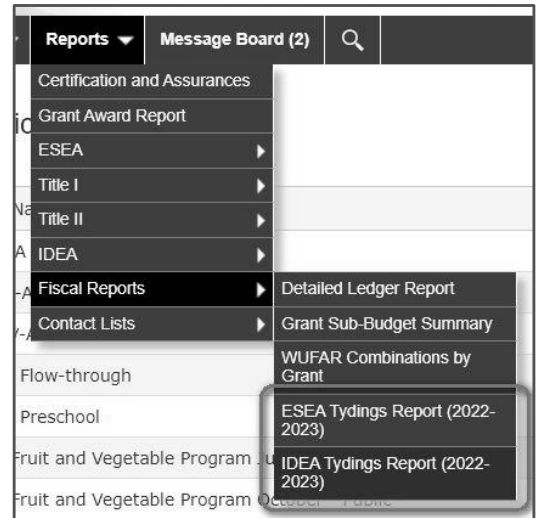 Reports Message Board (2)
Certification and Assurances
Grant Award Report
ESEA
Title I
Title II
IDEA
Fiscal Reports
Contact Lists
Detailed Ledger Report
Grant Sub-Budget Summary
WUFAR Combinations by
Grant
ESEA Tydings Report (2022-
2023)
IDEA Tydings Report (2022-
2023)
Flow-through
Preschool
Fruit and Vegetable Program
Fruit and Vegetable Program